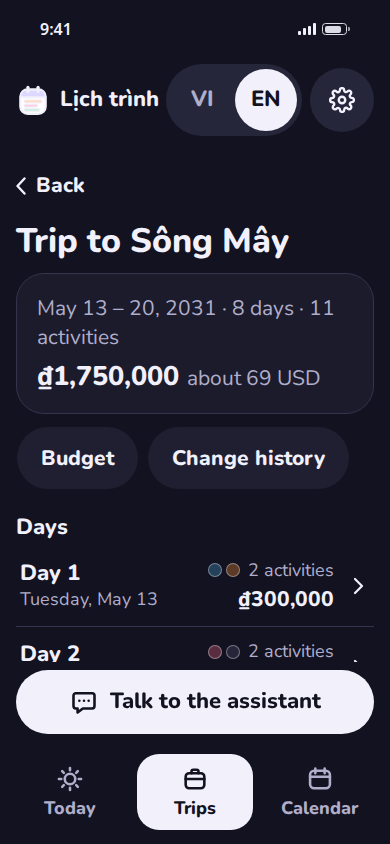 9:41
Lịch trình
VI
EN
Back
Trip to Sông Mây
May 13 – 20, 2031 · 8 days · 11
activities
₫1,750,000 about 69 USD
Budget
Change history
Days
Day 1
2 activities
Tuesday, May 13
₫300,000
Day 2
2 activities
Talk to the assistant
Today
Trips
Calendar